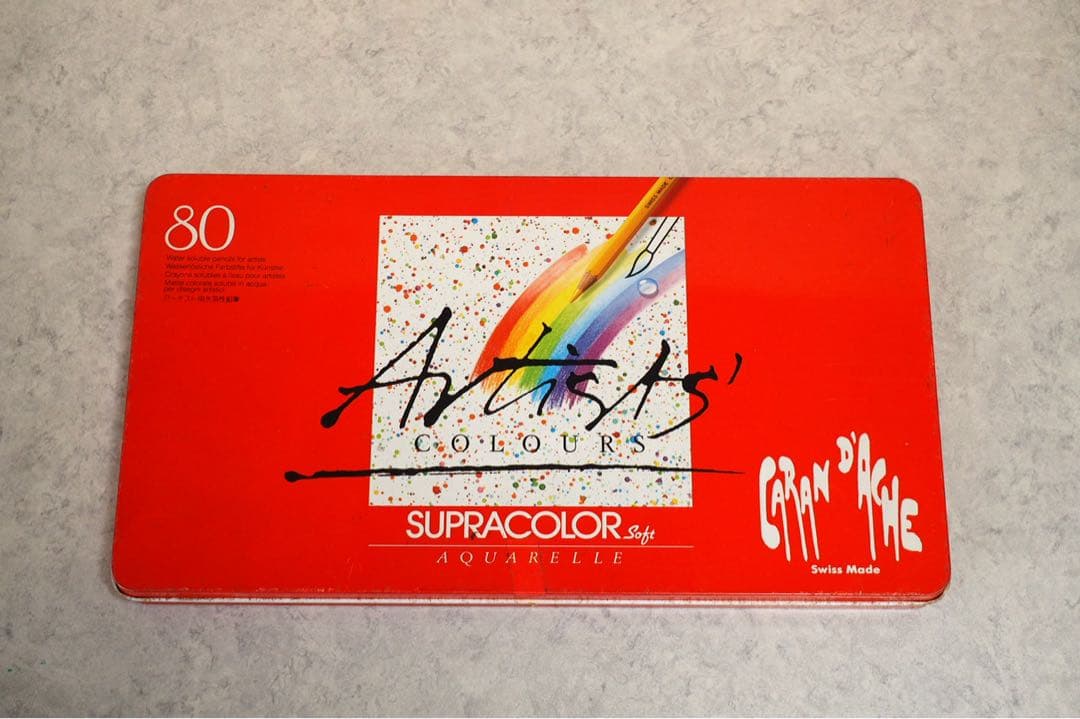 80
Water soluble pencils for artists
Wasserlösliche Farbstifte für Künstler
Crayons solubles à l'eau pour artistes
Matite colorate solubili in acqua
per disegni artistici
SWISS MADE
Artists'
COLOURS
SUPRACOLOR Soft
AQUARELLE
CARAN D'ACHE
Swiss Made